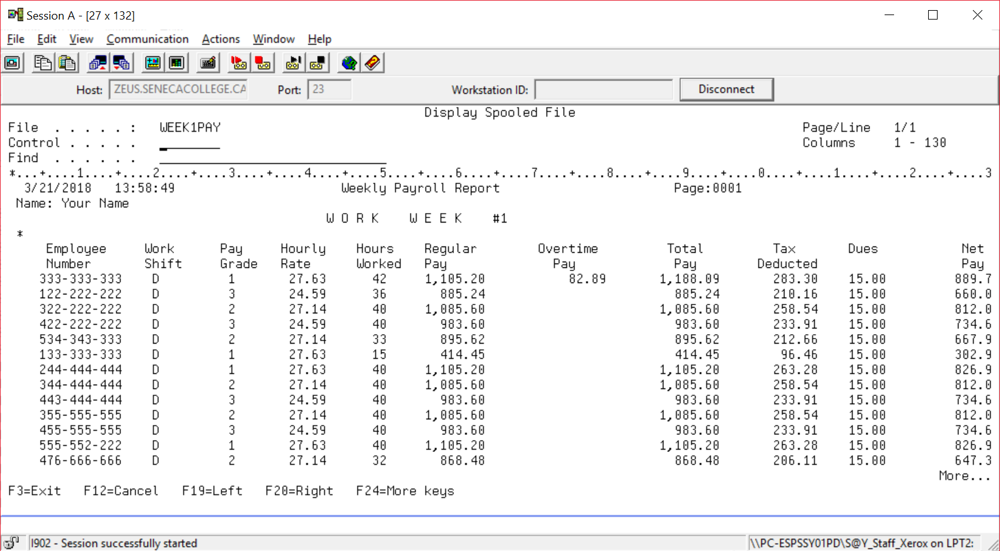 Session A - [27 x 132]
File Edit View Communication Actions Window Help
Host: ZEUS.SENECACOLLEGE.CA Port: 23 Workstation ID: Disconnect
Display Spooled File
File . . . . . : WEEK1PAY Page/Line 1/1
Control . . . . . Columns 1 - 130
Find . . . . . .
*...+....1....+....2....+....3....+....4....+....5....+....6....+....7....+....8....+....9....+....0....+....1....+....2....+....3
3/21/2018 13:58:49 Weekly Payroll Report Page:0001
Name: Your Name
W O R K W E E K #1
*
Employee Work Pay Hourly Hours Regular Overtime Total Tax Dues Net
Number Shift Grade Rate Worked Pay Pay Pay Deducted Pay
333-333-333 D 1 27.63 42 1,105.20 82.89 1,188.09 283.30 15.00 889.7
122-222-222 D 3 24.59 36 885.24 885.24 210.16 15.00 660.0
322-222-222 D 2 27.14 40 1,085.60 1,085.60 258.54 15.00 812.0
422-222-222 D 3 24.59 40 983.60 983.60 233.91 15.00 734.6
534-343-333 D 2 27.14 33 895.62 895.62 212.66 15.00 667.9
133-333-333 D 1 27.63 15 414.45 414.45 96.46 15.00 302.9
244-444-444 D 1 27.63 40 1,105.20 1,105.20 263.28 15.00 826.9
344-444-444 D 2 27.14 40 1,085.60 1,085.60 258.54 15.00 812.0
443-444-444 D 3 24.59 40 983.60 983.60 233.91 15.00 734.6
355-555-555 D 2 27.14 40 1,085.60 1,085.60 258.54 15.00 812.0
455-555-555 D 3 24.59 40 983.60 983.60 233.91 15.00 734.6
555-552-222 D 1 27.63 40 1,105.20 1,105.20 263.28 15.00 826.9
476-666-666 D 2 27.14 32 868.48 868.48 206.11 15.00 647.3
More...
F3=Exit F12=Cancel F19=Left F20=Right F24=More keys
I902 - Session successfully started \\PC-ESPSSY01PD\S@Y_Staff_Xerox on LPT2: